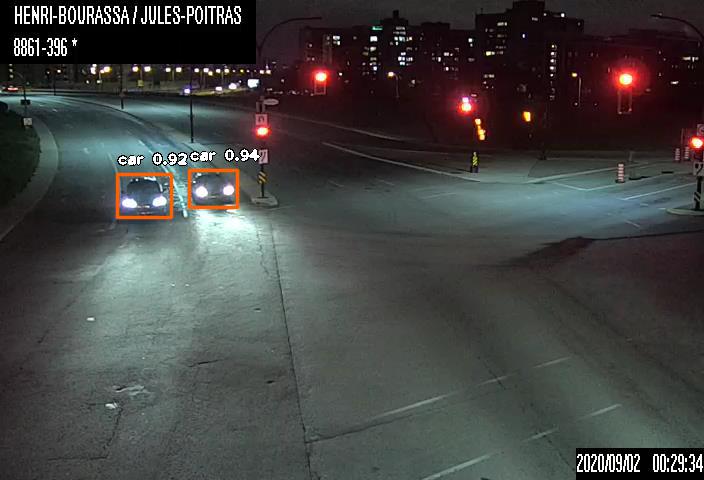 HENRI-BOURASSA / JULES-POITRAS
8861-396 *
car 0.92
car 0.94
2020/09/02 00:29:34